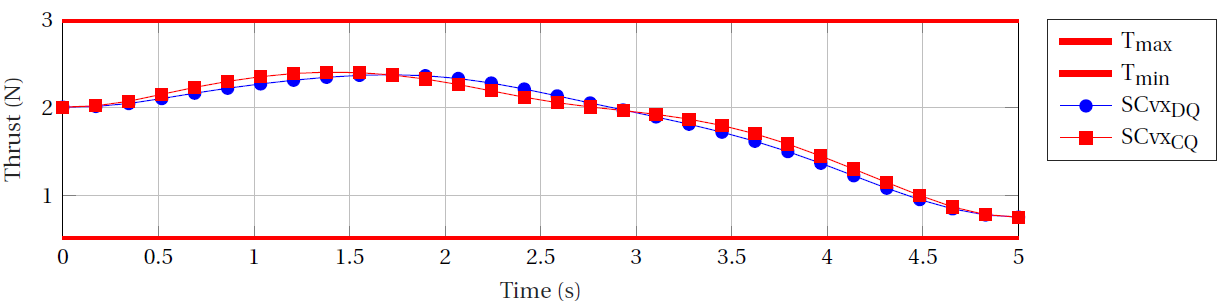 3
2
1
Thrust (N)
0 0.5 1 1.5 2 2.5 3 3.5 4 4.5 5
Time (s)
Tmax
Tmin
SCvxDQ
SCvxCQ